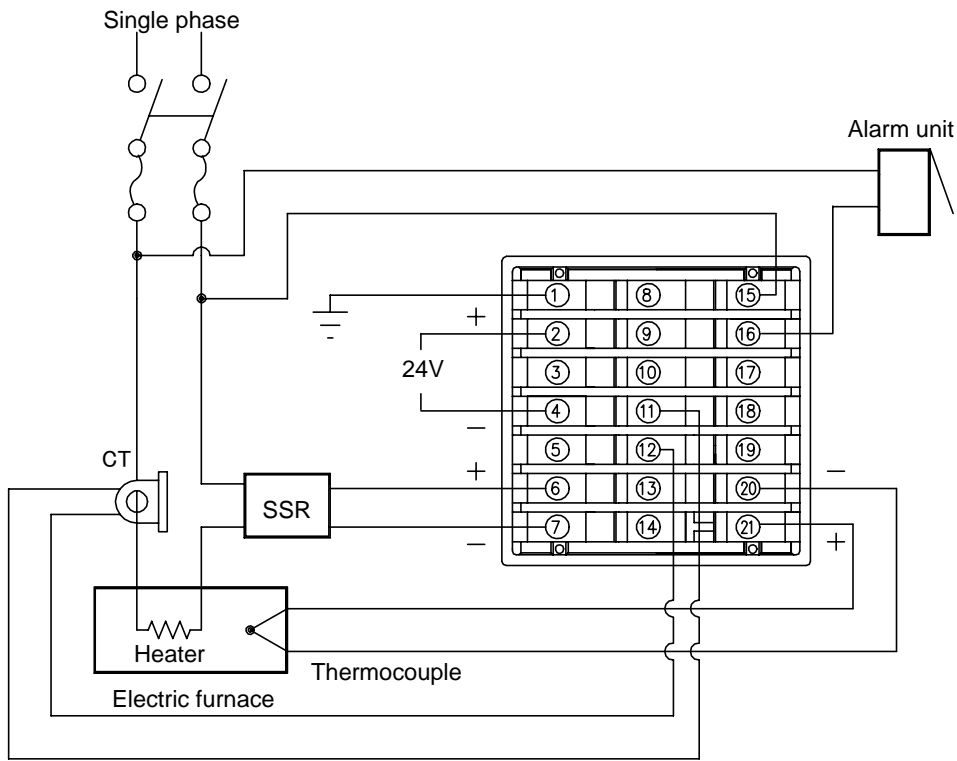 Single phase
Alarm unit
1 8 15
+
2 9 16
24V
3 10 17
4 11 18
−
CT
5 12 19
+ −
6 13 20
SSR
7 14 21
− +
Heater
Thermocouple
Electric furnace